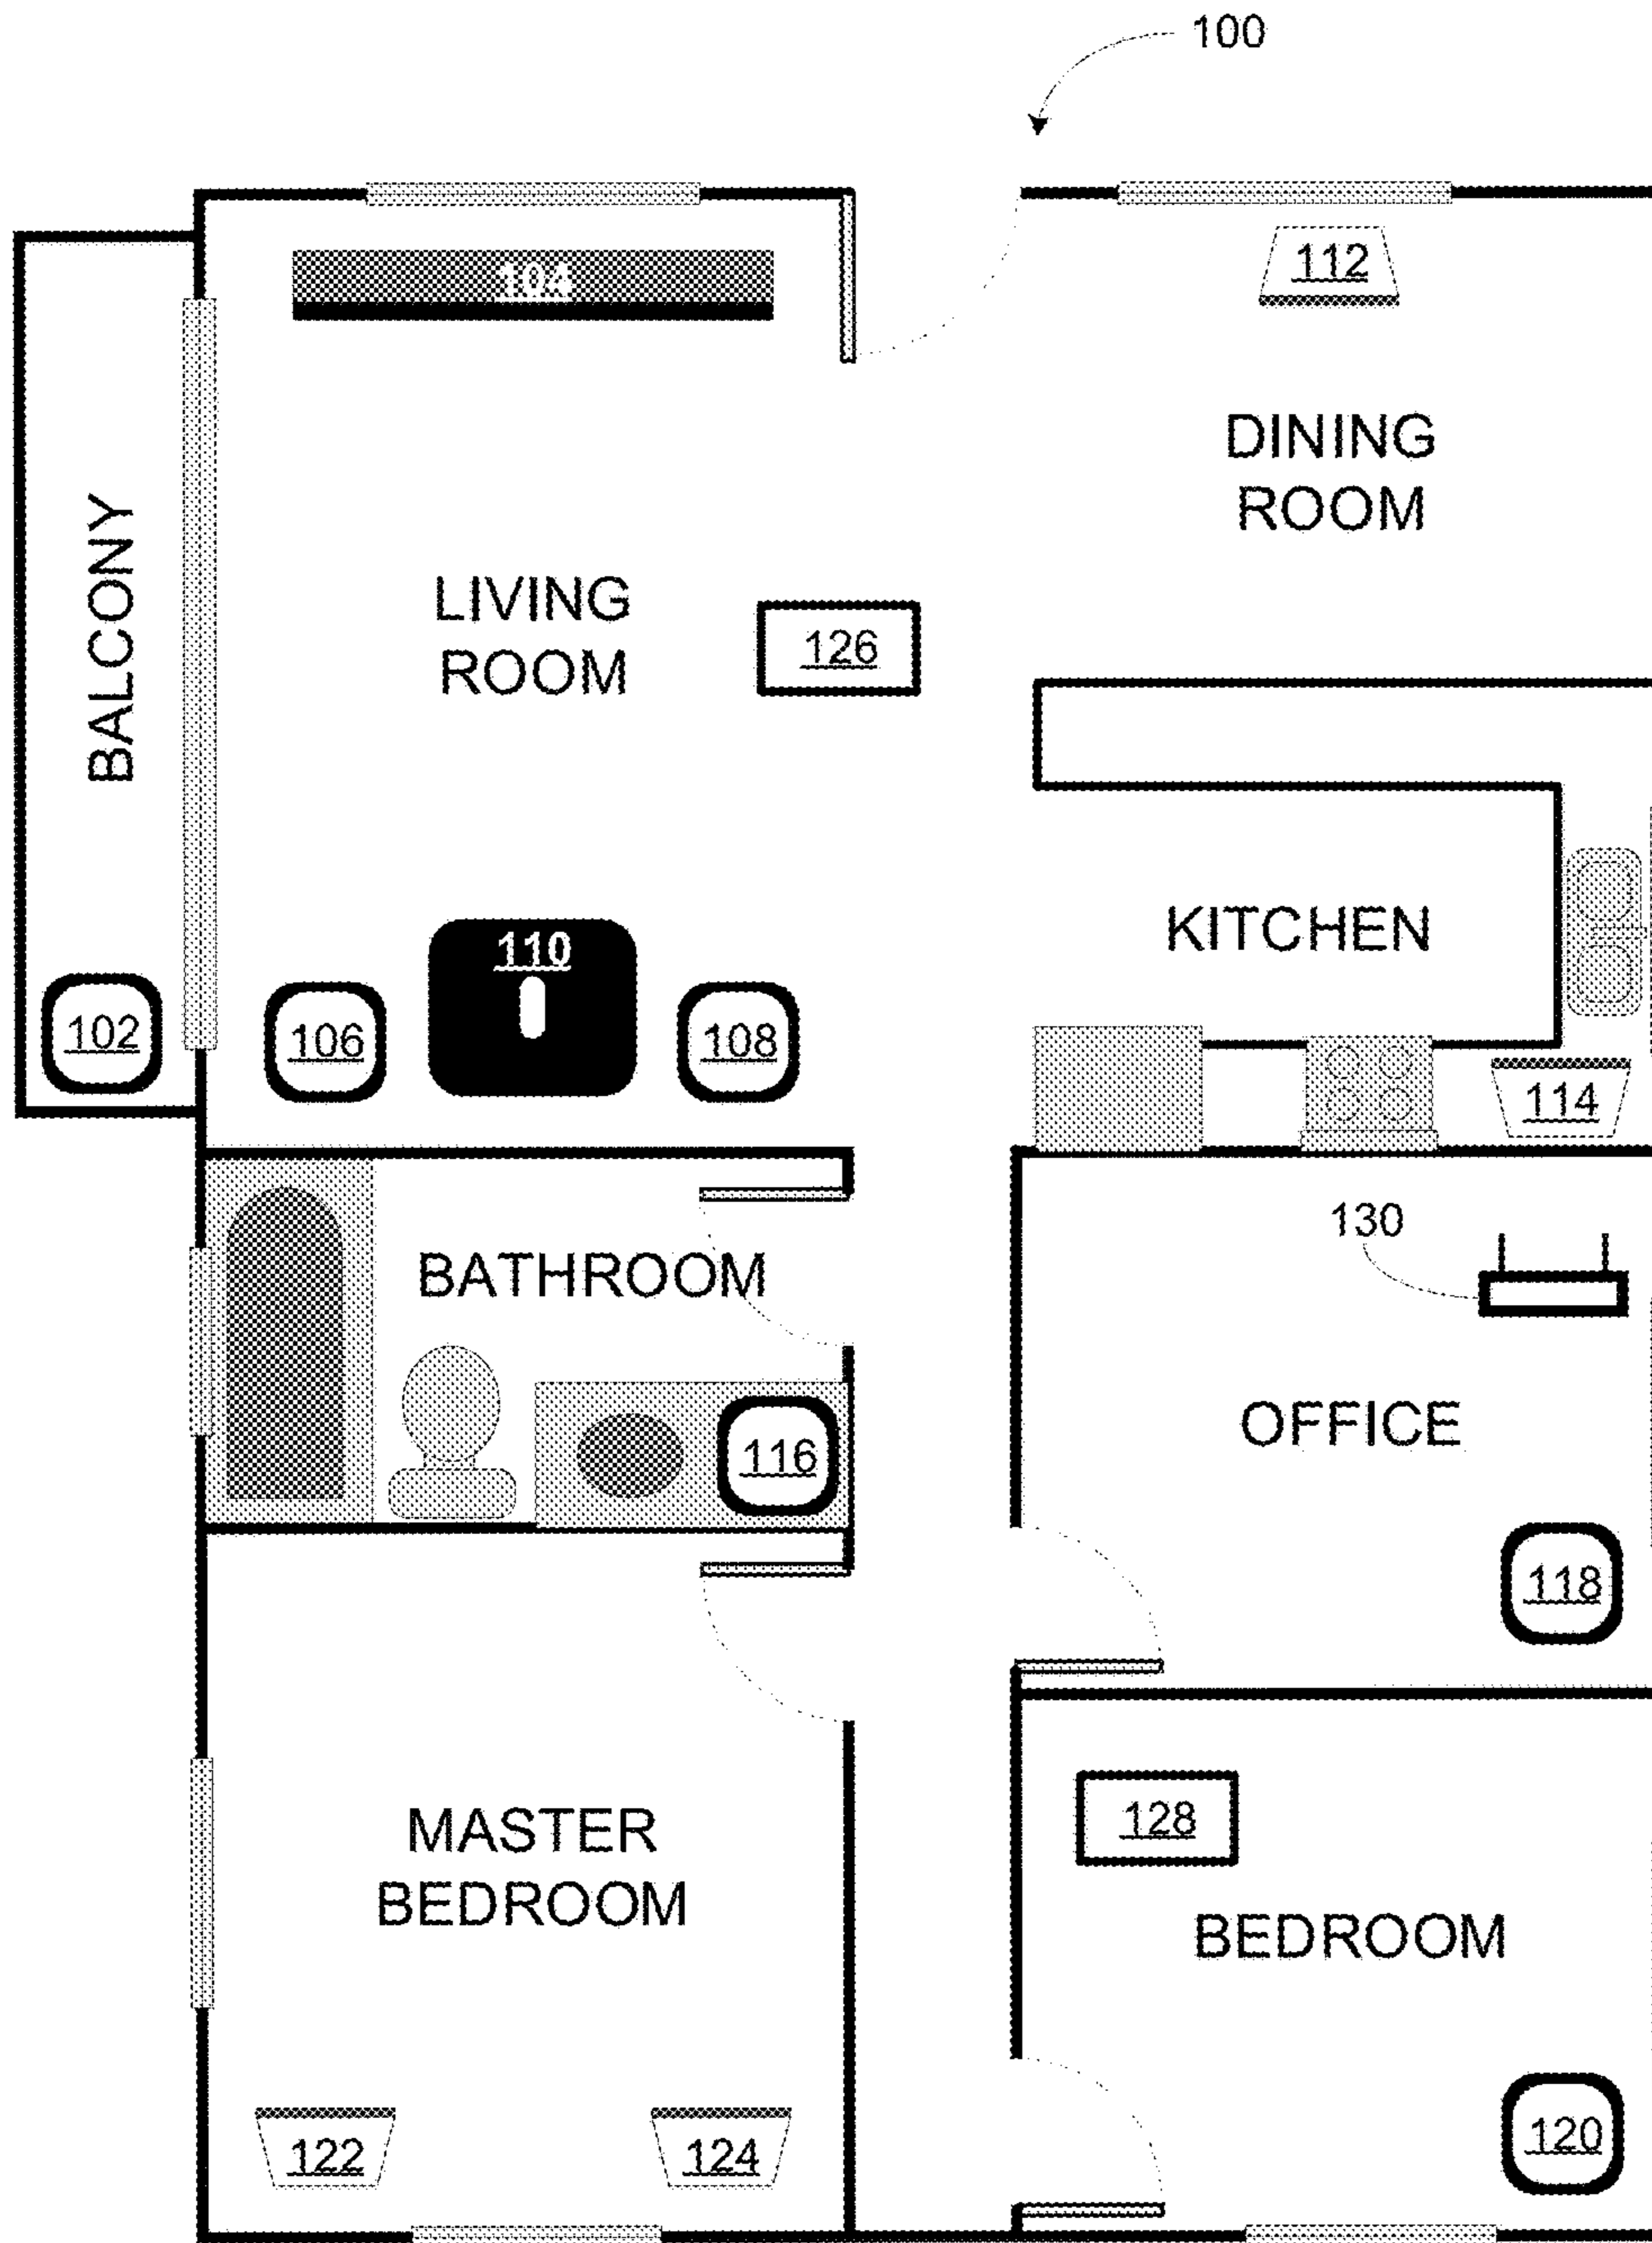 100
104
112
DINING
ROOM
BALCONY
LIVING
ROOM
126
KITCHEN
110
102
106
108
114
130
BATHROOM
OFFICE
116
118
MASTER
BEDROOM
128
BEDROOM
122
124
120